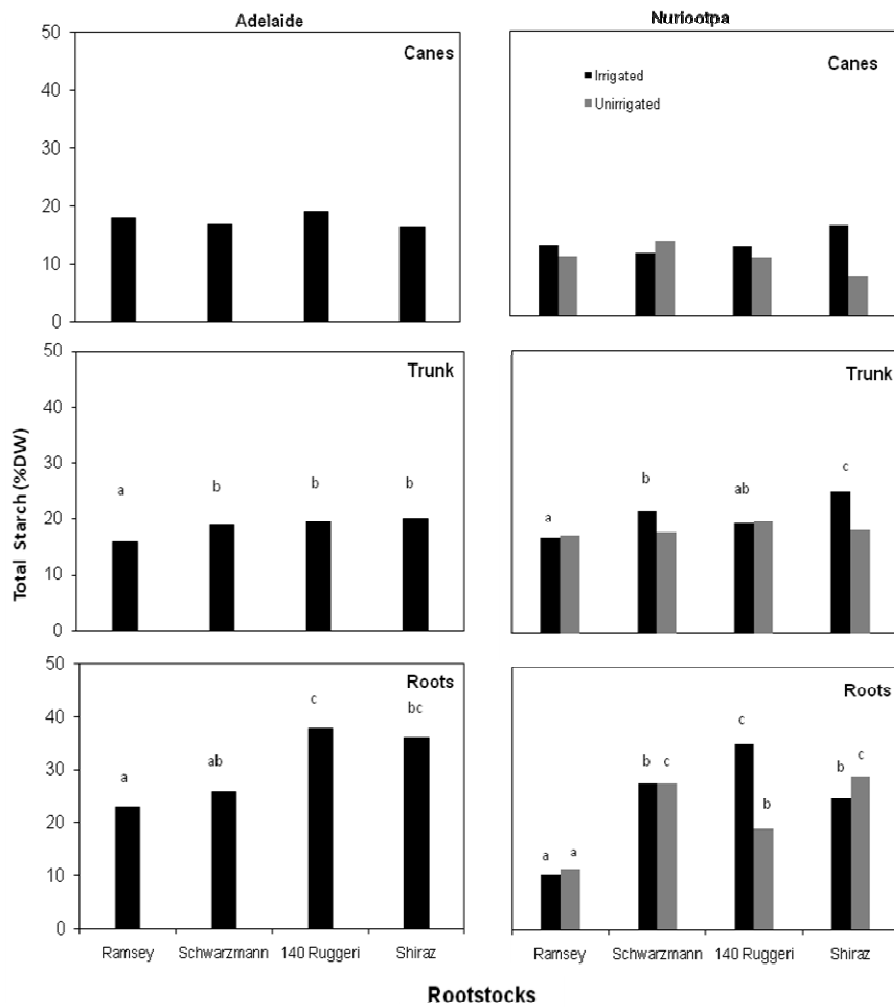 Adelaide
Nuriootpa
50
Canes
40
30
20
10
0
Canes
Irrigated
Unirrigated
Total Starch (%DW)
50
Trunk
40
30
20
10
0
a b b b
Trunk
a b ab c
50
Roots
40
30
20
10
0
a ab c bc
Ramsey Schwarzmann 140 Ruggeri Shiraz
Roots
a a b c c b b c
Ramsey Schwarzmann 140 Ruggeri Shiraz
Rootstocks